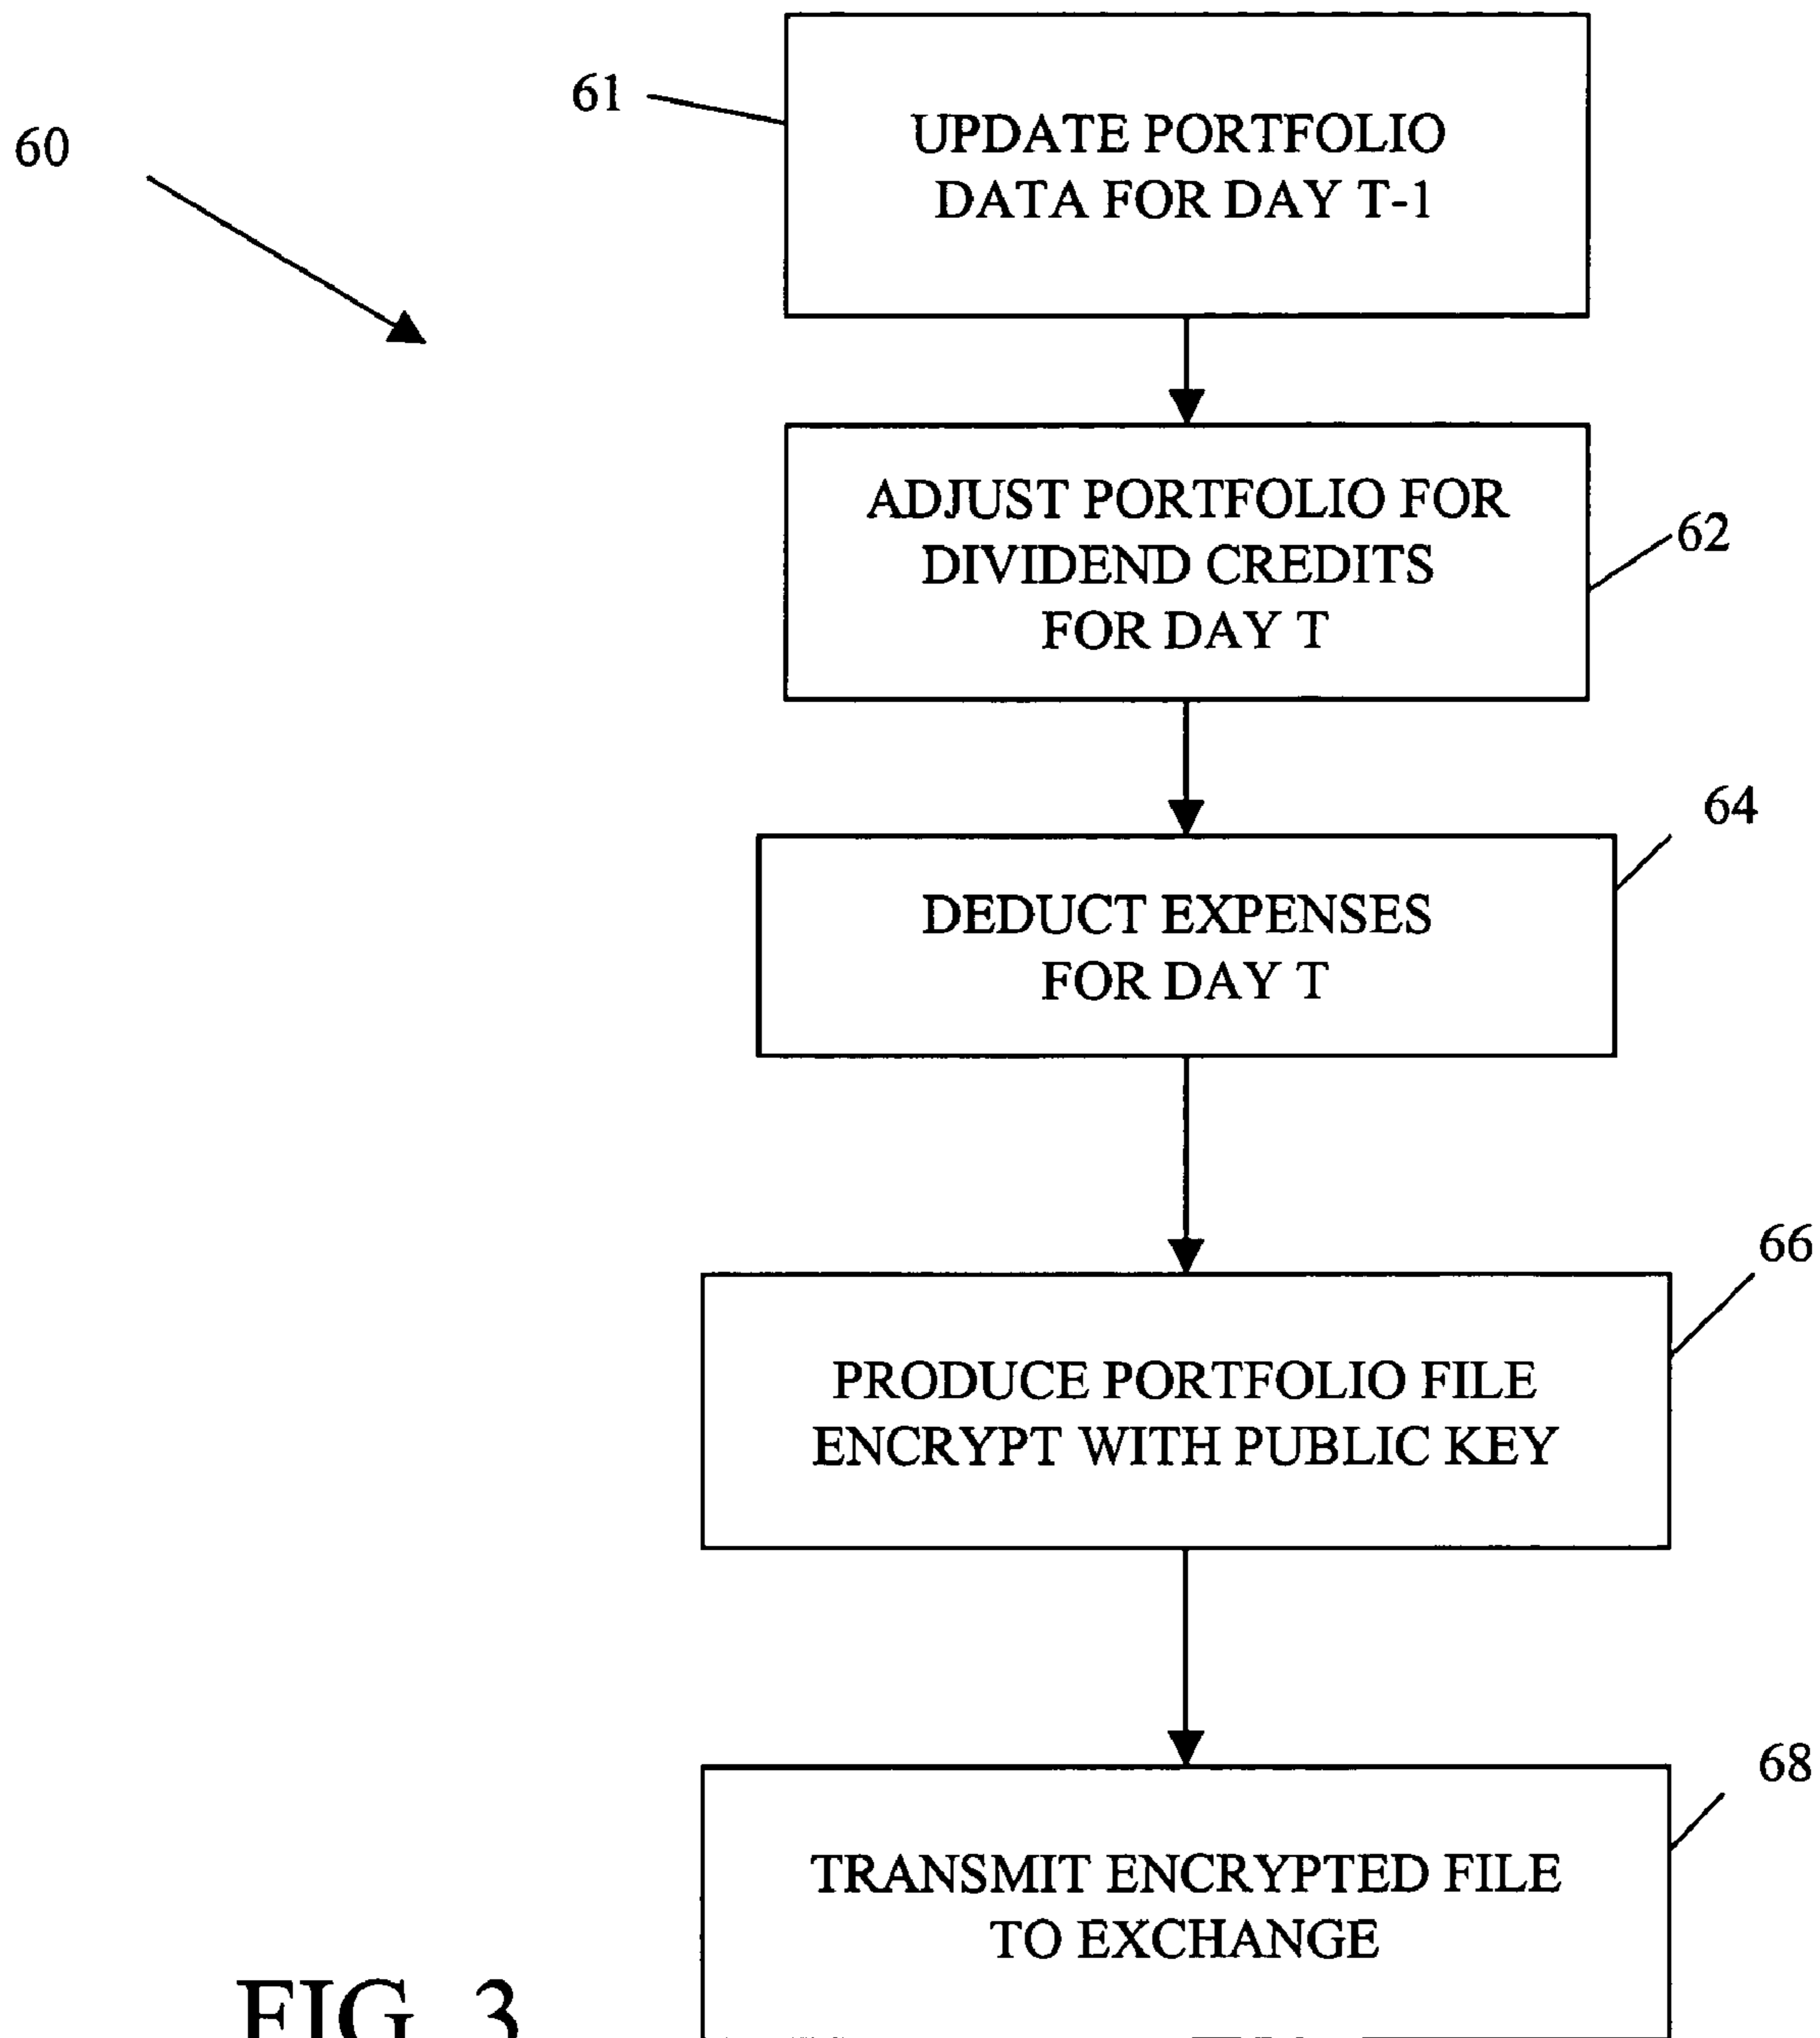 60
61
UPDATE PORTFOLIO
DATA FOR DAY T-1
ADJUST PORTFOLIO FOR
DIVIDEND CREDITS
FOR DAY T
62
64
DEDUCT EXPENSES
FOR DAY T
66
PRODUCE PORTFOLIO FILE
ENCRYPT WITH PUBLIC KEY
68
TRANSMIT ENCRYPTED FILE
TO EXCHANGE
FIG. 3